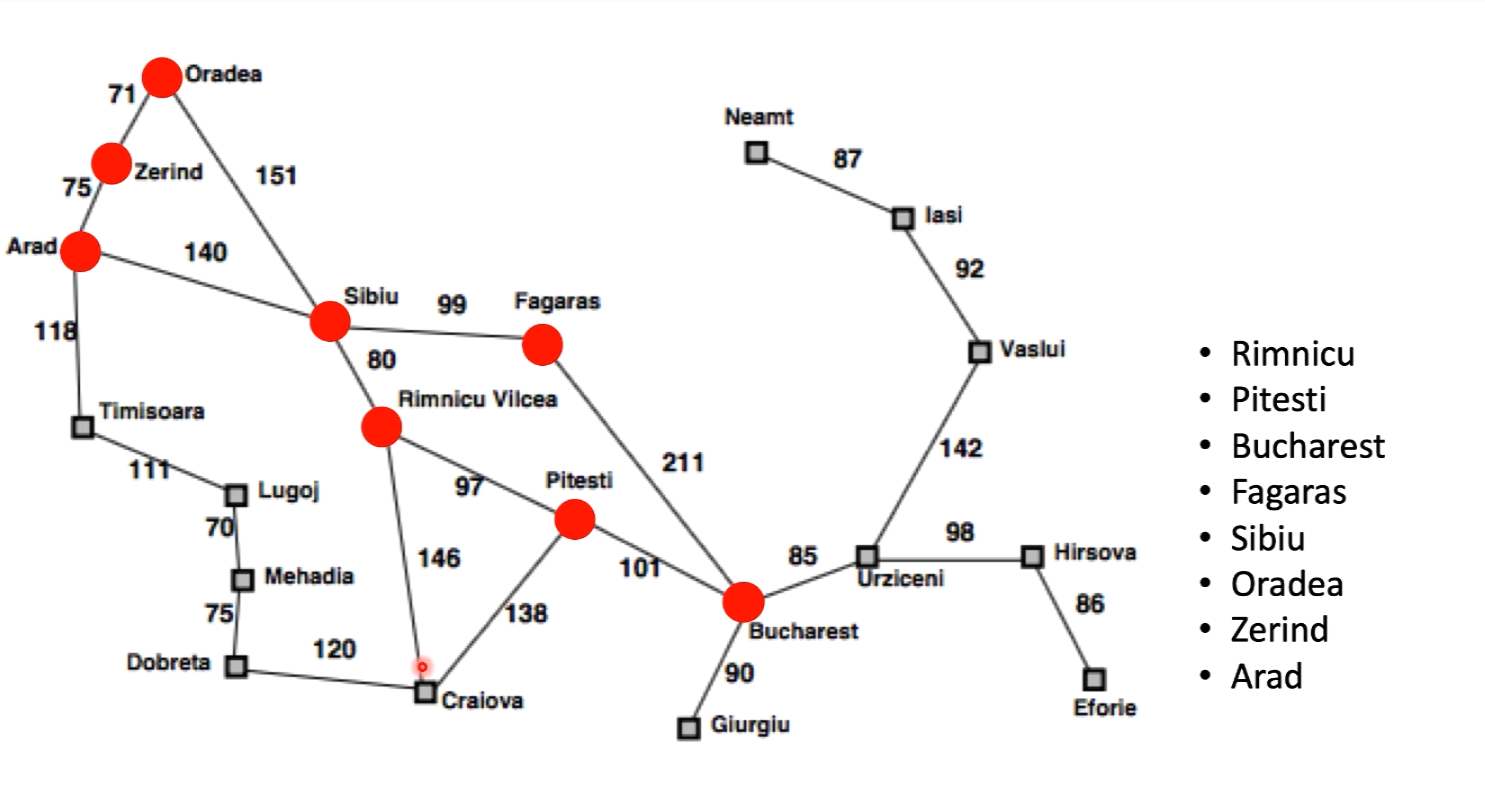 Oradea
71
Neamt
87
Zerind
151
75
Iasi
Arad
140
92
Sibiu
99
Fagaras
118
80
Vaslui
Rimnicu Vilcea
Timisoara
142
211
111
Pitesti
97
Lugoj
70
98
146
101
85
Hirsova
Urziceni
Mehadia
75
138
86
Bucharest
120
Dobreta
90
Craiova
Eforie
Giurgiu
• Rimnicu
• Pitesti
• Bucharest
• Fagaras
• Sibiu
• Oradea
• Zerind
• Arad